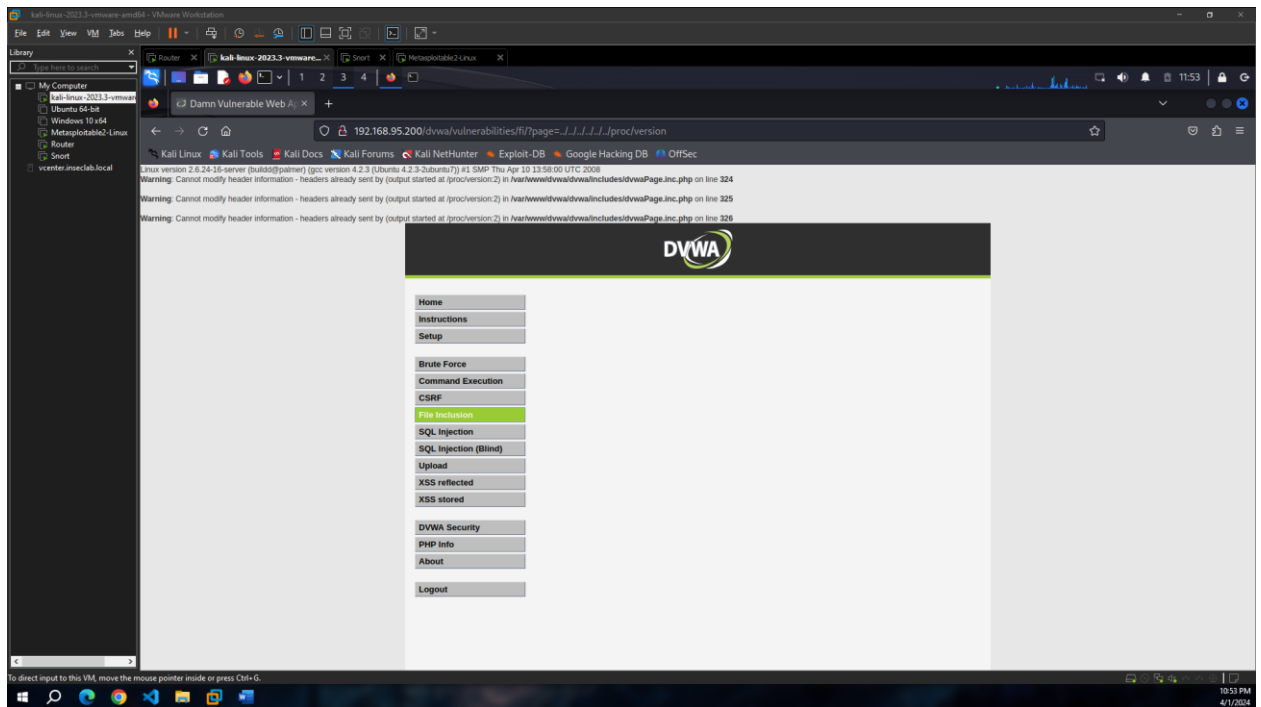 kali-linux-2023.3-vmware-amd64 - VMware Workstation
File Edit View VM Tabs Help
Library
Type here to search
My Computer
kali-linux-2023.3-vmwar
Ubuntu 64-bit
Windows 10 x64
Metasploitable2-Linux
Router
Snort
vcenter.inseclab.local
Router kali-linux-2023.3-vmware... Snort Metasploitable2-Linux
1 2 3 4 11:53
Damn Vulnerable Web Ap
192.168.95.200/dvwa/vulnerabilities/fi/?page=../../../../../../proc/version
Kali Linux Kali Tools Kali Docs Kali Forums Kali NetHunter Exploit-DB Google Hacking DB OffSec
Linux version 2.6.24-16-server (buildd@palmer) (gcc version 4.2.3 (Ubuntu 4.2.3-2ubuntu7)) #1 SMP Thu Apr 10 13:58:00 UTC 2008
Warning: Cannot modify header information - headers already sent by (output started at /proc/version:2) in /var/www/dvwa/dvwa/includes/dvwaPage.inc.php on line 324
Warning: Cannot modify header information - headers already sent by (output started at /proc/version:2) in /var/www/dvwa/dvwa/includes/dvwaPage.inc.php on line 325
Warning: Cannot modify header information - headers already sent by (output started at /proc/version:2) in /var/www/dvwa/dvwa/includes/dvwaPage.inc.php on line 326
DVWA
Home
Instructions
Setup
Brute Force
Command Execution
CSRF
File Inclusion
SQL Injection
SQL Injection (Blind)
Upload
XSS reflected
XSS stored
DVWA Security
PHP Info
About
Logout
To direct input to this VM, move the mouse pointer inside or press Ctrl+G.
10:53 PM
4/1/2024